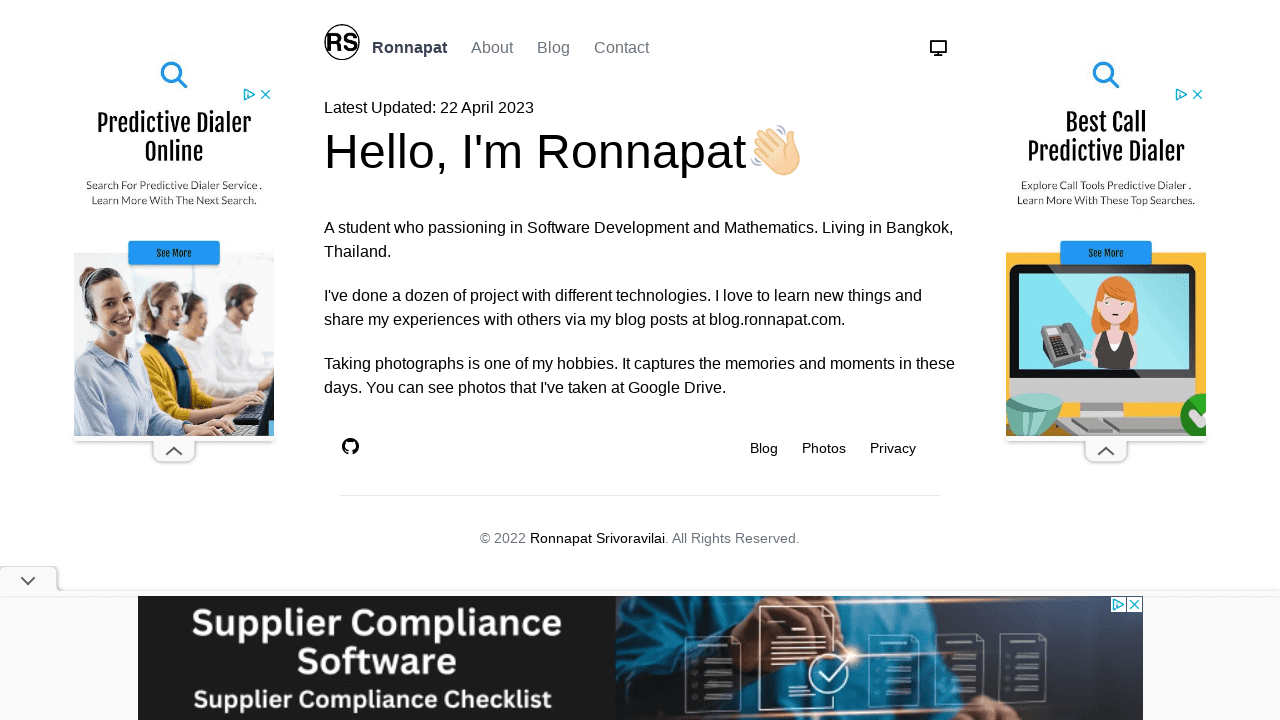 RS Ronnapat About Blog Contact
Latest Updated: 22 April 2023
Hello, I'm Ronnapat
A student who passioning in Software Development and Mathematics. Living in Bangkok,
Thailand.
I've done a dozen of project with different technologies. I love to learn new things and
share my experiences with others via my blog posts at blog.ronnapat.com.
Taking photographs is one of my hobbies. It captures the memories and moments in these
days. You can see photos that I've taken at Google Drive.
Blog Photos Privacy
© 2022 Ronnapat Srivoravilai. All Rights Reserved.
Predictive Dialer
Online
Search For Predictive Dialer Service .
Learn More With The Next Search.
See More
Best Call
Predictive Dialer
Explore Call Tools Predictive Dialer .
Learn More With These Top Searches.
See More
Supplier Compliance
Software
Supplier Compliance Checklist